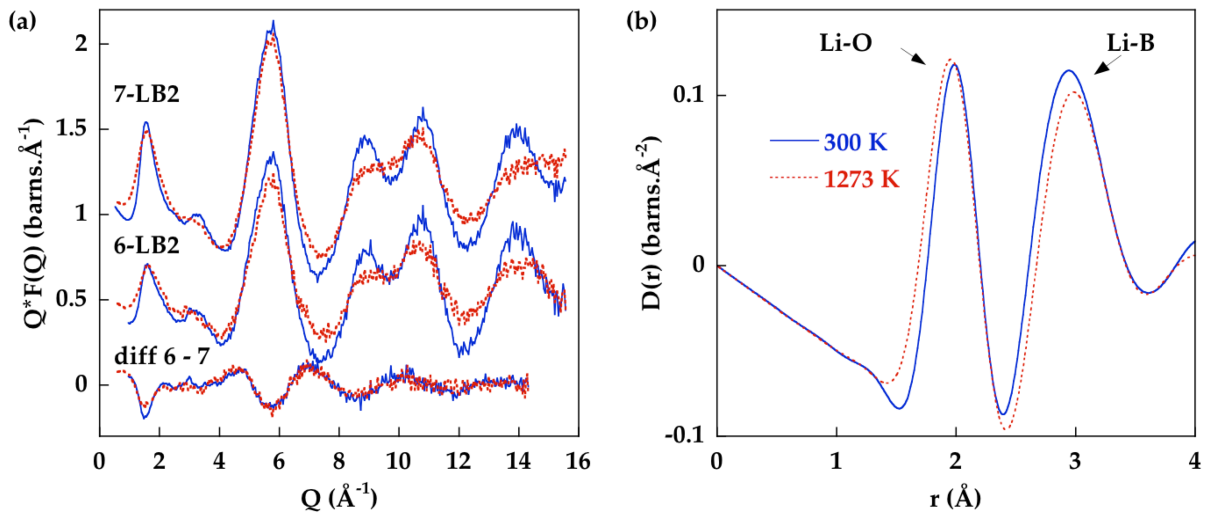 (a)
2
7-LB2
1.5
1
6-LB2
0.5
diff 6 - 7
0
Q*F(Q) (barns.Å⁻¹)
0 2 4 6 8 10 12 14 16
Q (Å⁻¹)
(b)
Li-O
Li-B
0.1
300 K
1273 K
0
-0.1
D(r) (barns.Å⁻²)
0 1 2 3 4
r (Å)